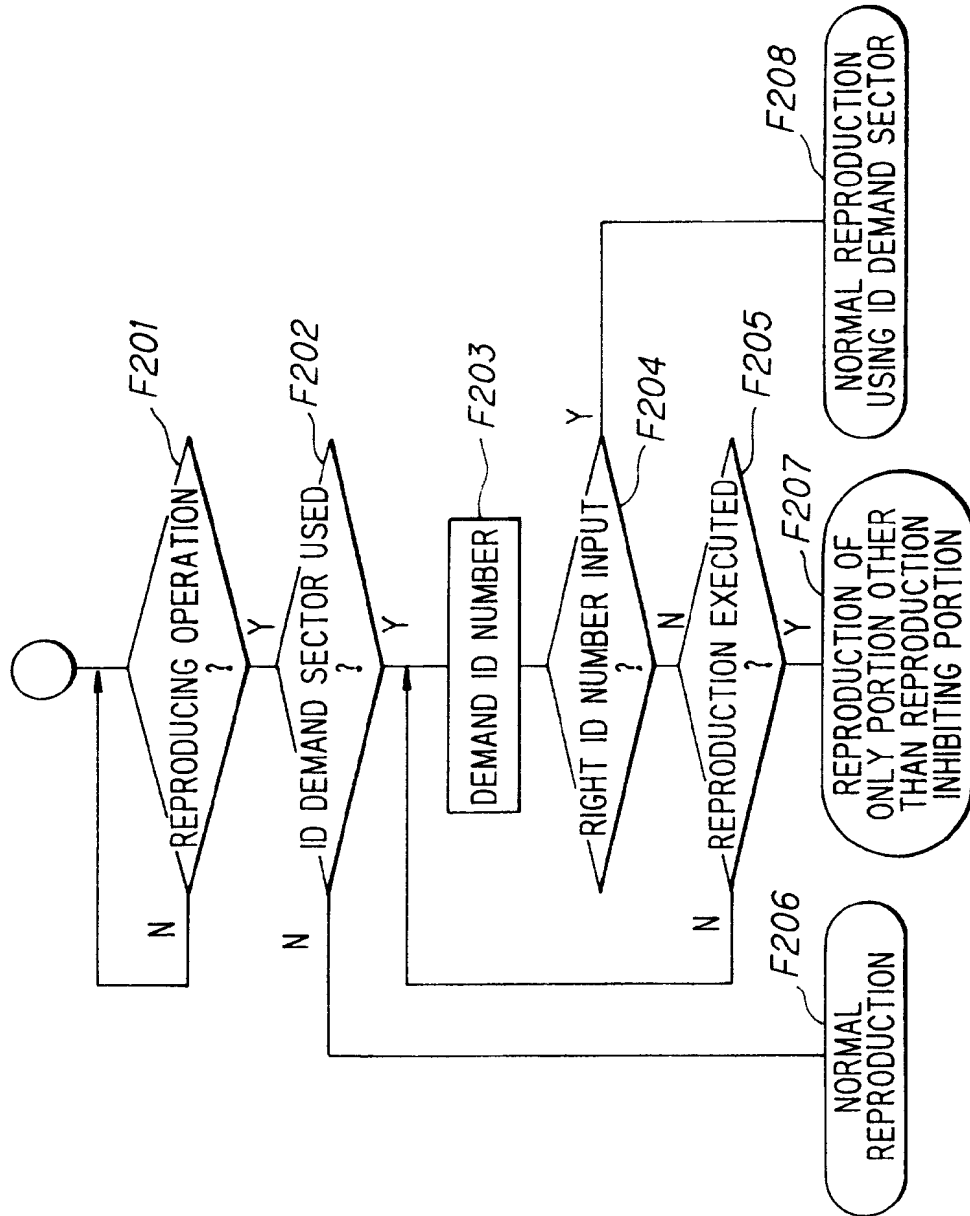 F201
REPRODUCING OPERATION
?
N
Y
F202
ID DEMAND SECTOR USED
?
N
Y
F203
DEMAND ID NUMBER
RIGHT ID NUMBER INPUT
?
Y
F204
N
REPRODUCTION EXECUTED
?
F205
N
Y
F206
NORMAL
REPRODUCTION
F207
REPRODUCTION OF
ONLY PORTION OTHER
THAN REPRODUCTION
INHIBITING PORTION
F208
NORMAL REPRODUCTION
USING ID DEMAND SECTOR